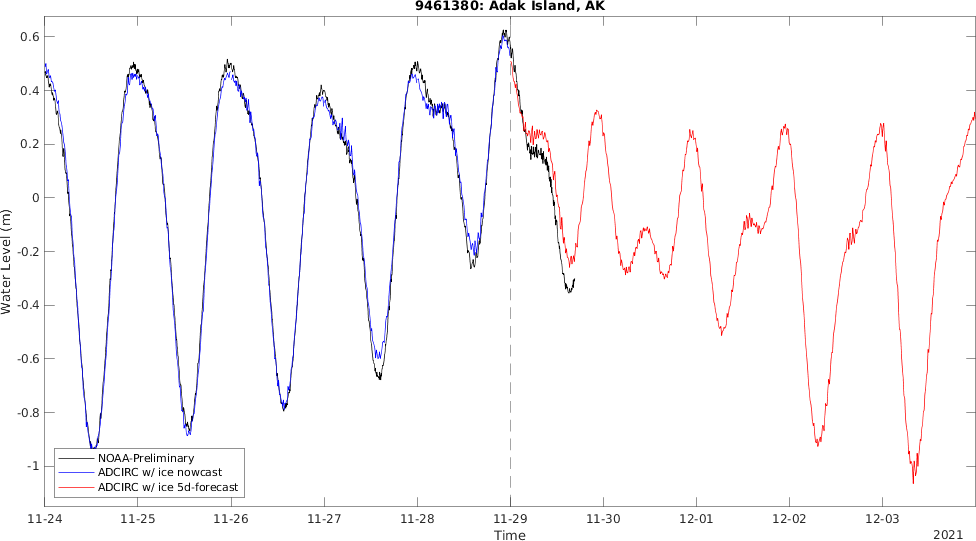 9461380: Adak Island, AK
0.6
0.4
0.2
0
-0.2
-0.4
-0.6
-0.8
-1
Water Level (m)
NOAA-Preliminary
ADCIRC w/ ice nowcast
ADCIRC w/ ice 5d-forecast
11-24 11-25 11-26 11-27 11-28 11-29 11-30 12-01 12-02 12-03
Time
2021